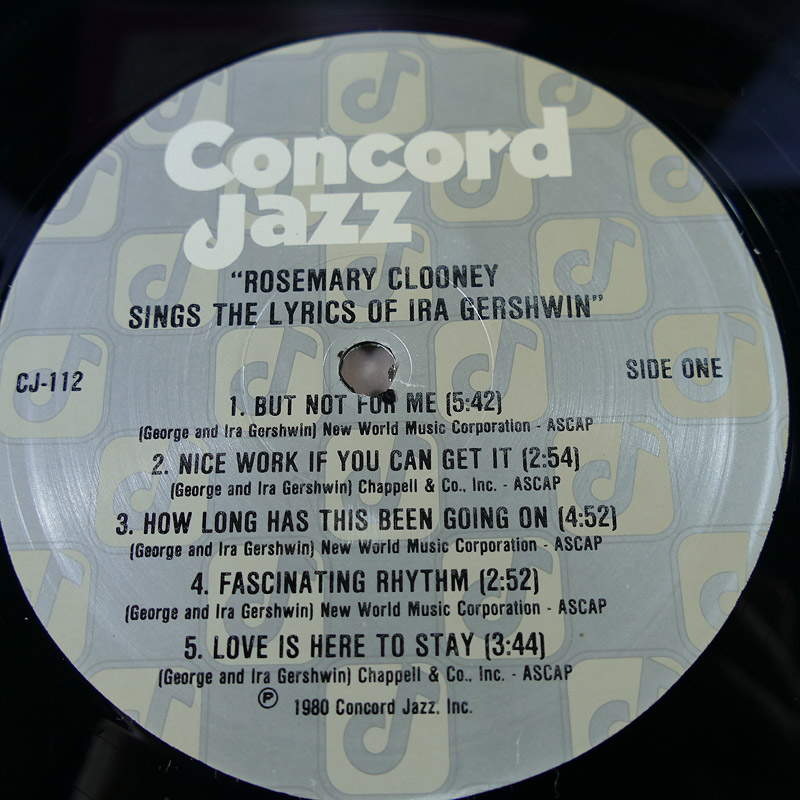 Concord
Jazz
"ROSEMARY CLOONEY
SINGS THE LYRICS OF IRA GERSHWIN"
CJ-112
SIDE ONE
1. BUT NOT FOR ME (5:42)
(George and Ira Gershwin) New World Music Corporation - ASCAP
2. NICE WORK IF YOU CAN GET IT (2:54)
(George and Ira Gershwin) Chappell & Co., Inc. - ASCAP
3. HOW LONG HAS THIS BEEN GOING ON (4:52)
(George and Ira Gershwin) New World Music Corporation - ASCAP
4. FASCINATING RHYTHM (2:52)
(George and Ira Gershwin) New World Music Corporation - ASCAP
5. LOVE IS HERE TO STAY (3:44)
(George and Ira Gershwin) Chappell & Co., Inc. - ASCAP
℗ 1980 Concord Jazz, Inc.